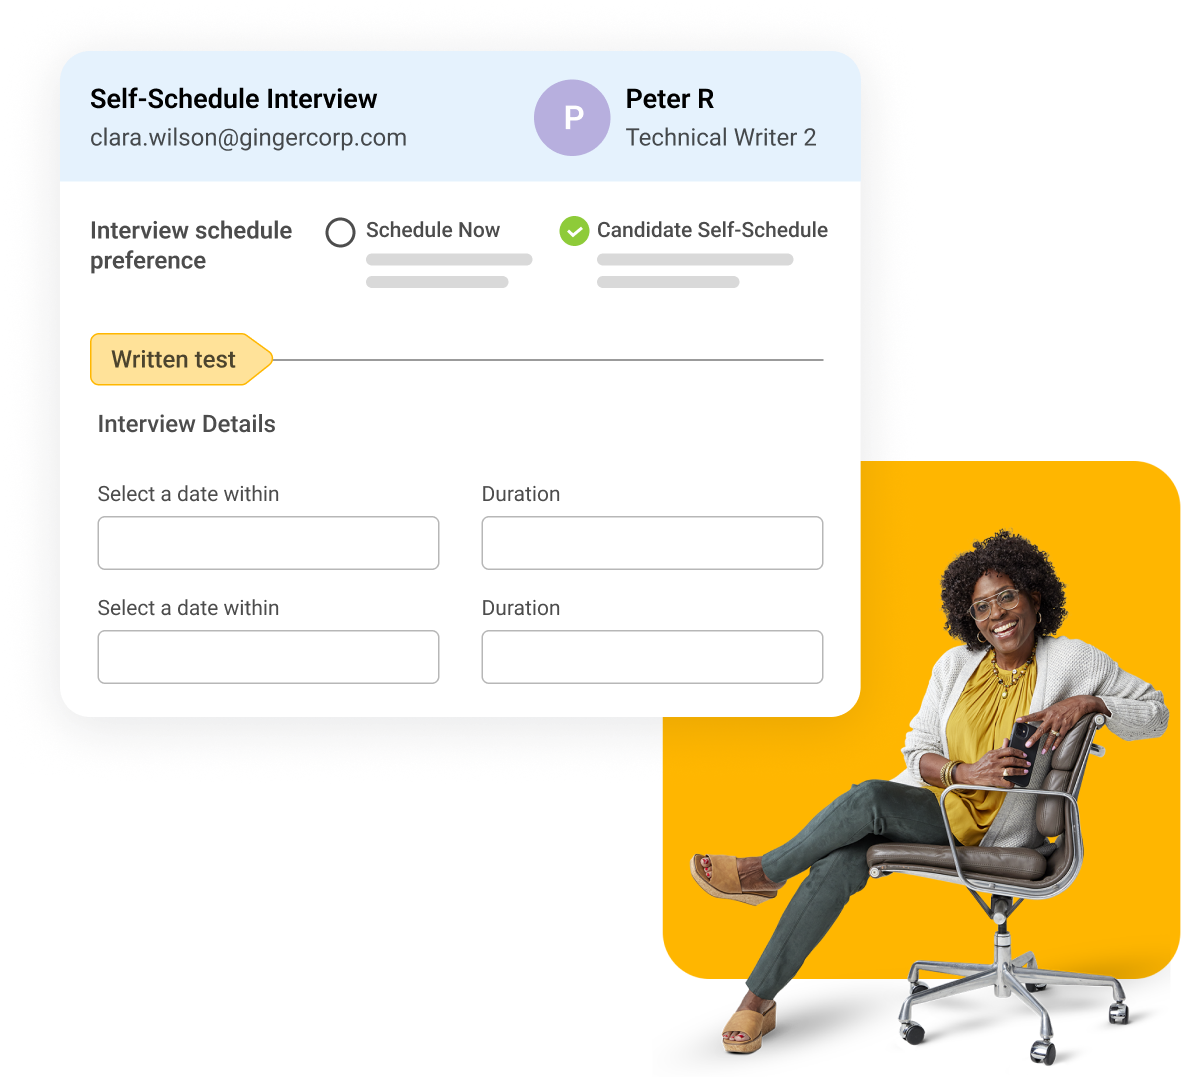 Self-Schedule Interview
clara.wilson@gingercorp.com
P
Peter R
Technical Writer 2
Interview schedule
preference
Schedule Now
Candidate Self-Schedule
Written test
Interview Details
Select a date within
Duration
Select a date within
Duration